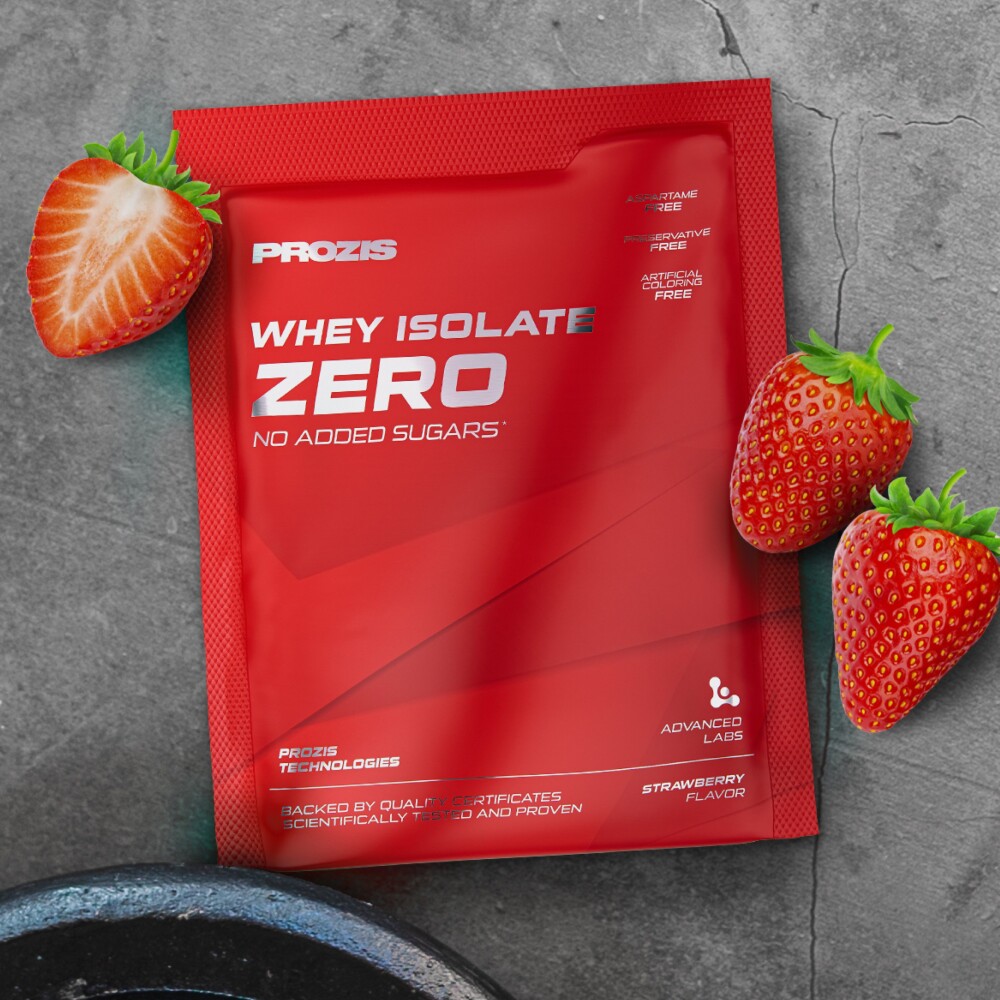 PROZIS
WHEY ISOLATE
ZERO
NO ADDED SUGARS*
ASPARTAME
FREE
PRESERVATIVE
FREE
ARTIFICIAL
COLORING
FREE
ADVANCED
LABS
PROZIS
TECHNOLOGIES
STRAWBERRY
FLAVOR
BACKED BY QUALITY CERTIFICATES
SCIENTIFICALLY TESTED AND PROVEN